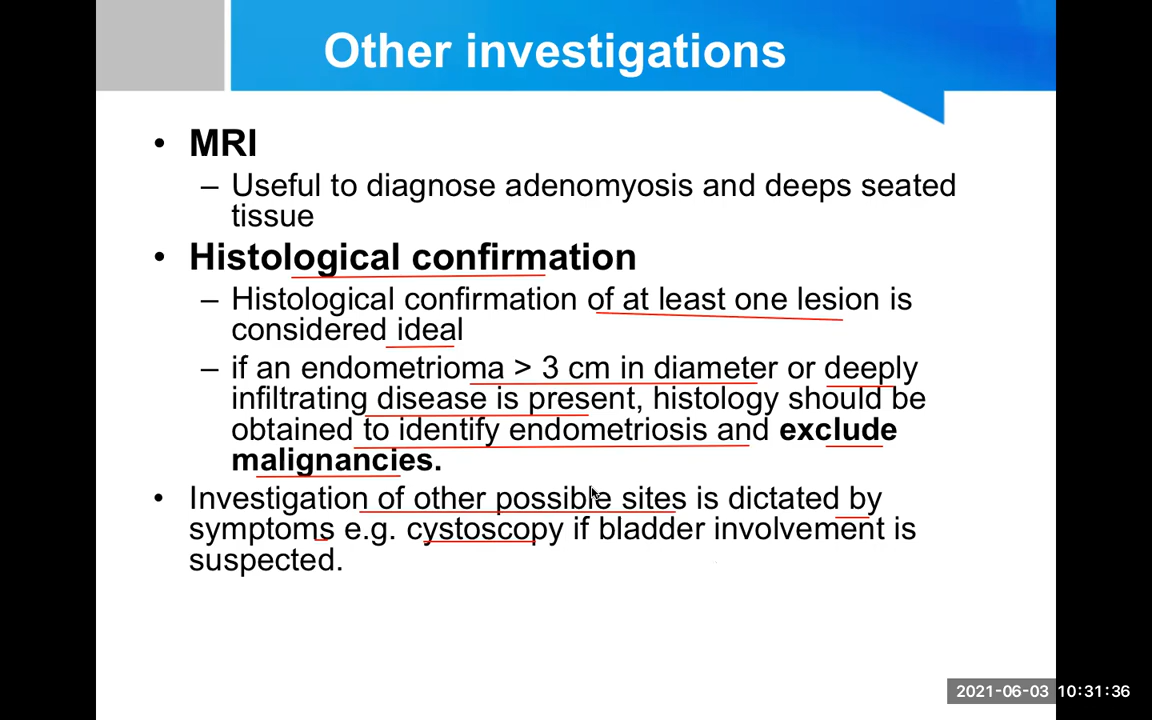 Other investigations
• MRI
– Useful to diagnose adenomyosis and deeps seated
tissue
• Histological confirmation
– Histological confirmation of at least one lesion is
considered ideal
– if an endometrioma > 3 cm in diameter or deeply
infiltrating disease is present, histology should be
obtained to identify endometriosis and exclude
malignancies.
• Investigation of other possible sites is dictated by
symptoms e.g. cystoscopy if bladder involvement is
suspected.
2021-06-03 10:31:36